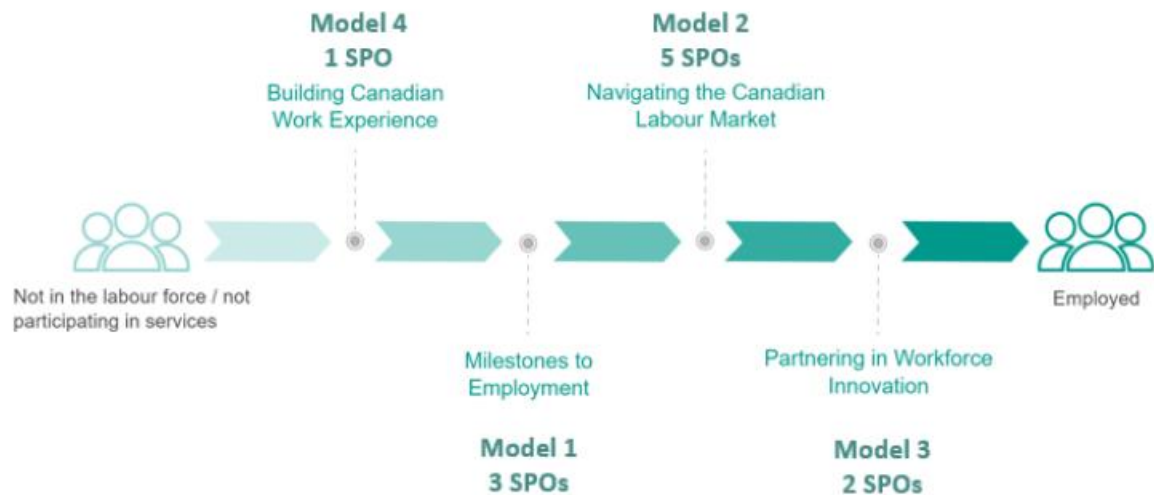 Model 4
1 SPO
Building Canadian
Work Experience
Model 2
5 SPOs
Navigating the Canadian
Labour Market
Not in the labour force / not
participating in services
Employed
Milestones to
Employment
Model 1
3 SPOs
Partnering in Workforce
Innovation
Model 3
2 SPOs